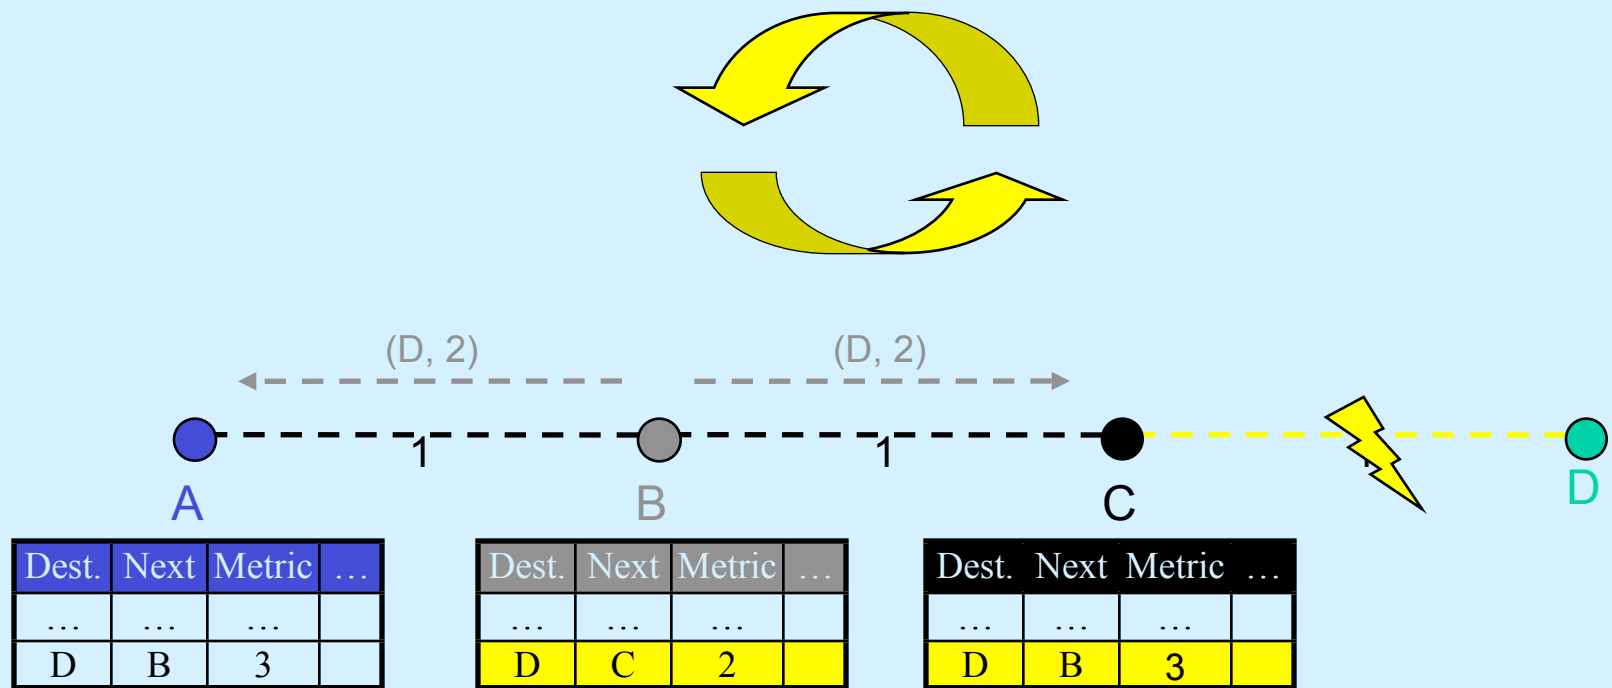 (D, 2) (D, 2)
1 1
A B C D
Dest. Next Metric …
… … …
D B 3
Dest. Next Metric …
… … …
D C 2
Dest. Next Metric …
… … …
D B 3